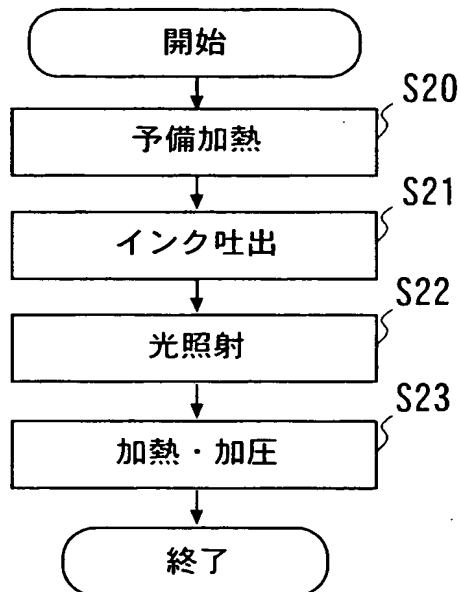 開始
S20
予備加熱
S21
インク吐出
S22
光照射
S23
加熱・加圧
終了